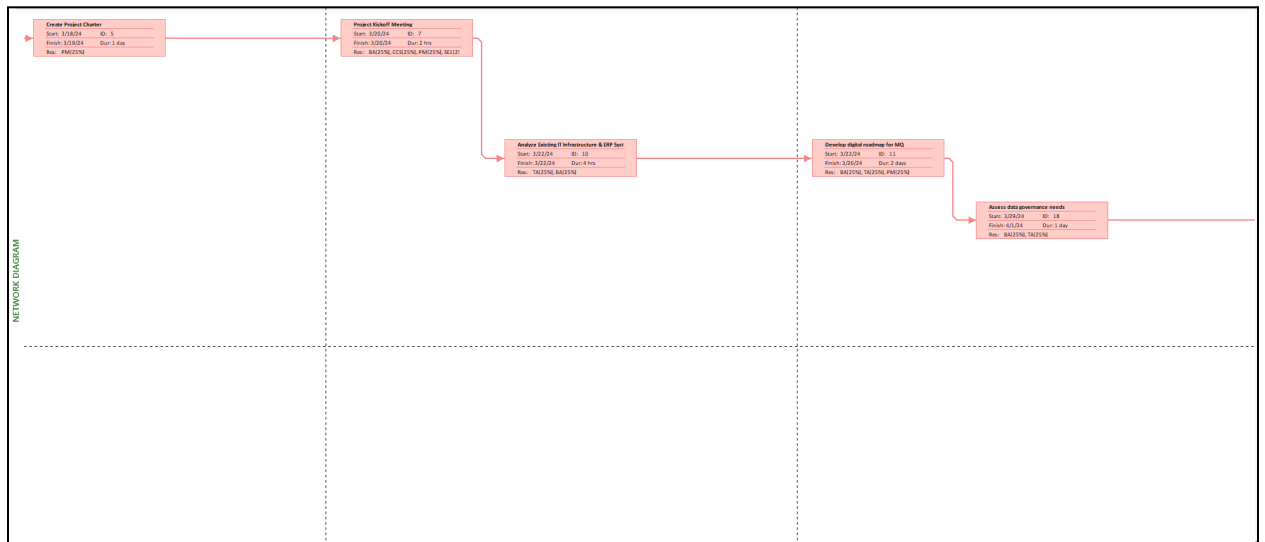 Create Project Charter
Start: 3/18/24 ID: 5
Finish: 3/19/24 Dur: 1 day
Res: PM[25%]
Project Kickoff Meeting
Start: 3/20/24 ID: 7
Finish: 3/20/24 Dur: 2 hrs
Res: BA[25%], CCS[25%], PM[25%], SE1[2!
Analyze Existing IT Infrastructure & ERP Syst
Start: 3/22/24 ID: 10
Finish: 3/22/24 Dur: 4 hrs
Res: TA[25%], BA[25%]
Develop digital roadmap for MQ
Start: 3/22/24 ID: 11
Finish: 3/26/24 Dur: 2 days
Res: BA[25%], TA[25%], PM[25%]
Assess data governance needs
Start: 3/29/24 ID: 18
Finish: 4/1/24 Dur: 1 day
Res: BA[25%], TA[25%]
NETWORK DIAGRAM